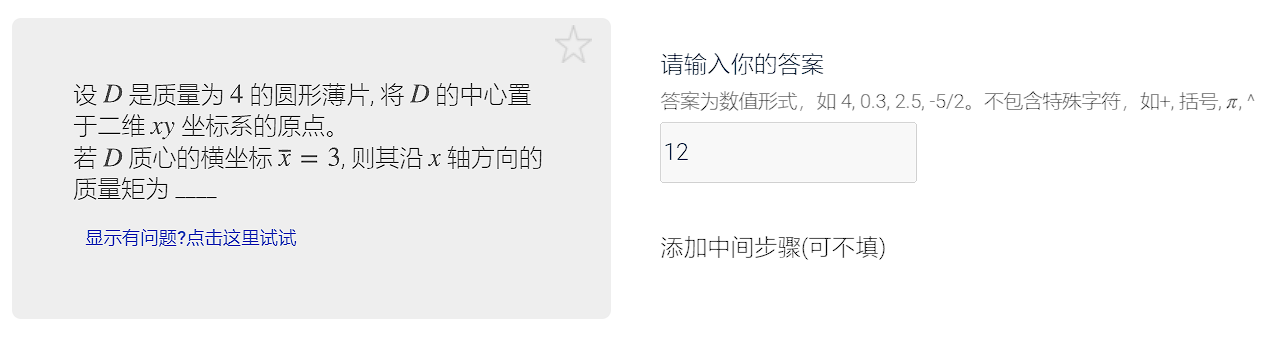 设 D 是质量为 4 的圆形薄片, 将 D 的中心置
于二维 xy 坐标系的原点。
若 D 质心的横坐标 x̅ = 3, 则其沿 x 轴方向的
质量矩为 ____
显示有问题?点击这里试试
请输入你的答案
答案为数值形式，如 4, 0.3, 2.5, -5/2。不包含特殊字符，如+, 括号, π, ^
12
添加中间步骤(可不填)